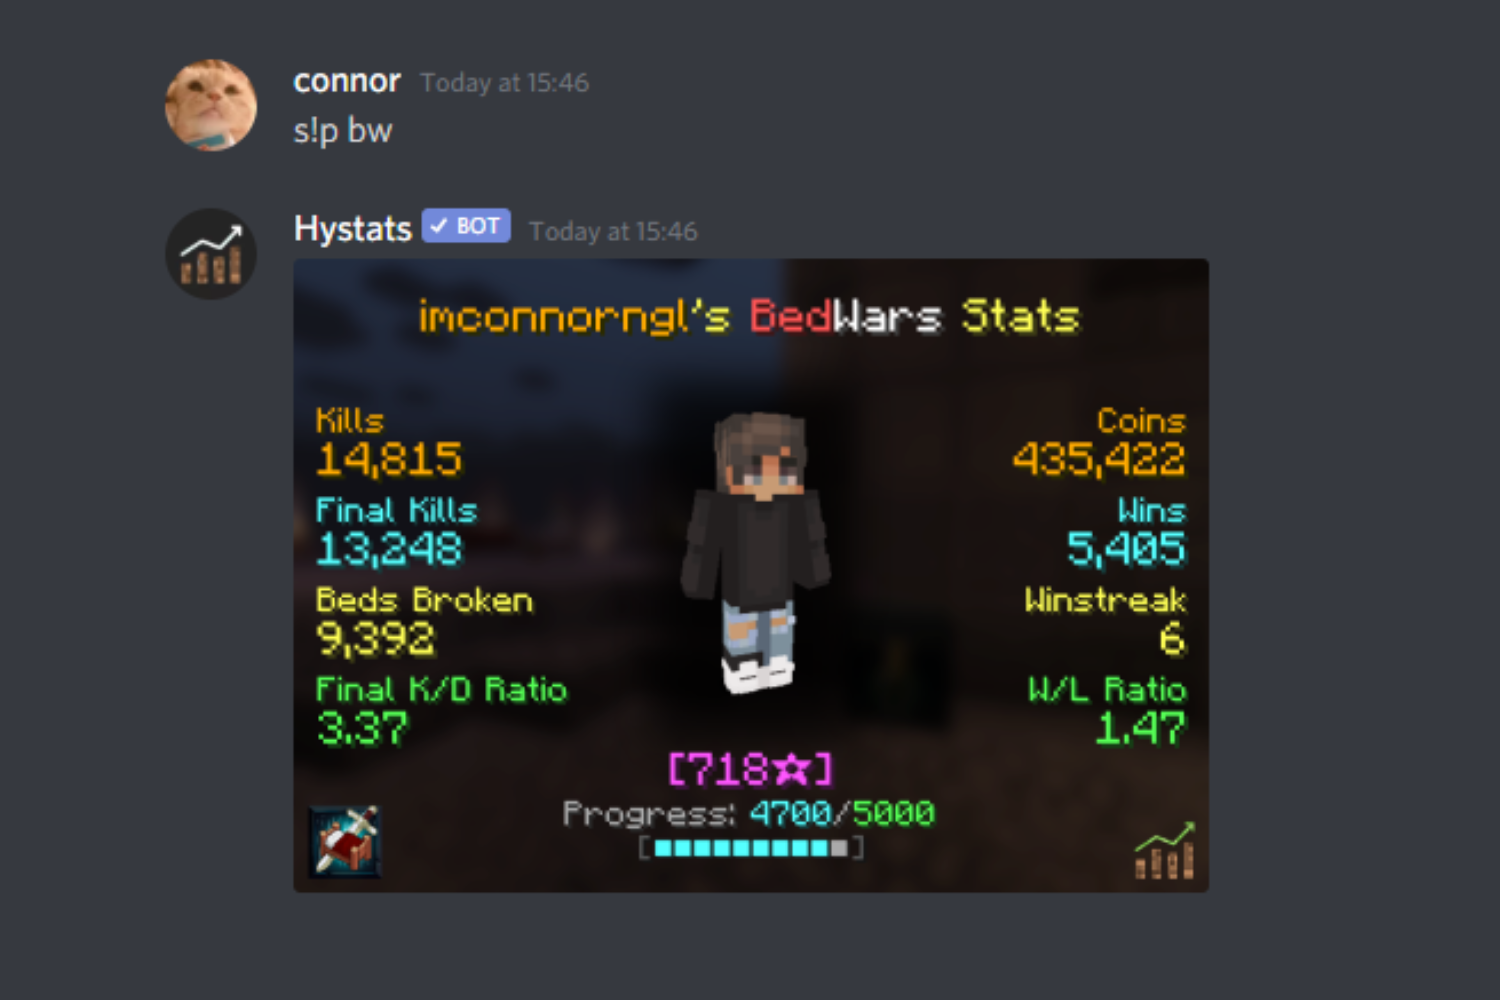 connor Today at 15:46
s!p bw
Hystats BOT Today at 15:46
imconnorngl's BedWars Stats
Kills
14,815
Final Kills
13,248
Beds Broken
9,392
Final K/D Ratio
3.37
Coins
435,422
Wins
5,405
Winstreak
6
W/L Ratio
1.47
[718✫]
Progress: 4700/5000
[■■■■■■■■■■]